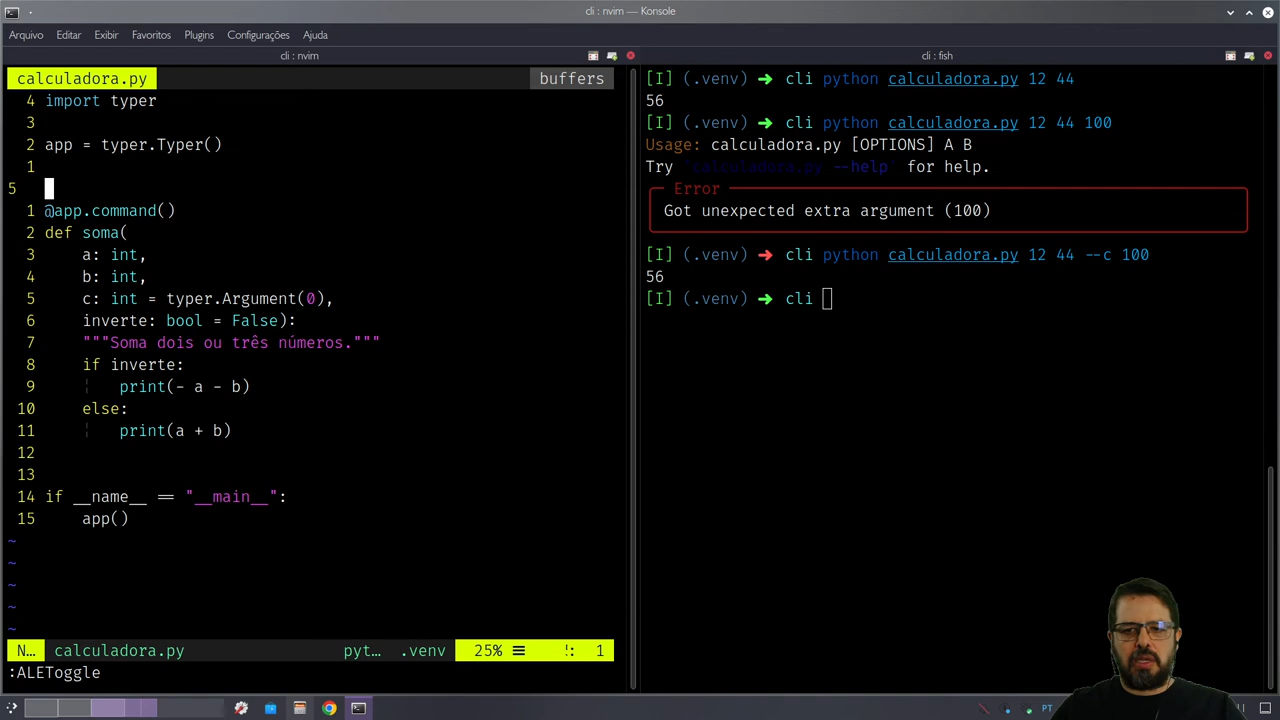 cli : nvim — Konsole
Arquivo Editar Exibir Favoritos Plugins Configurações Ajuda
cli : nvim
cli : fish
calculadora.py
buffers
4 import typer
3
2 app = typer.Typer()
1
5
1 @app.command()
2 def soma(
3 a: int,
4 b: int,
5 c: int = typer.Argument(0),
6 inverte: bool = False):
7 """Soma dois ou três números."""
8 if inverte:
9 ¦ print(- a - b)
10 else:
11 ¦ print(a + b)
12
13
14 if __name__ == "__main__":
15 app()
~
~
~
~
~
N… calculadora.py pyt… .venv 25% ≡ !: 1
:ALEToggle
[I] (.venv) ➜ cli python calculadora.py 12 44
56
[I] (.venv) ➜ cli python calculadora.py 12 44 100
Usage: calculadora.py [OPTIONS] A B
Try 'calculadora.py --help' for help.
Error
Got unexpected extra argument (100)
[I] (.venv) ➜ cli python calculadora.py 12 44 --c 100
56
[I] (.venv) ➜ cli
PT